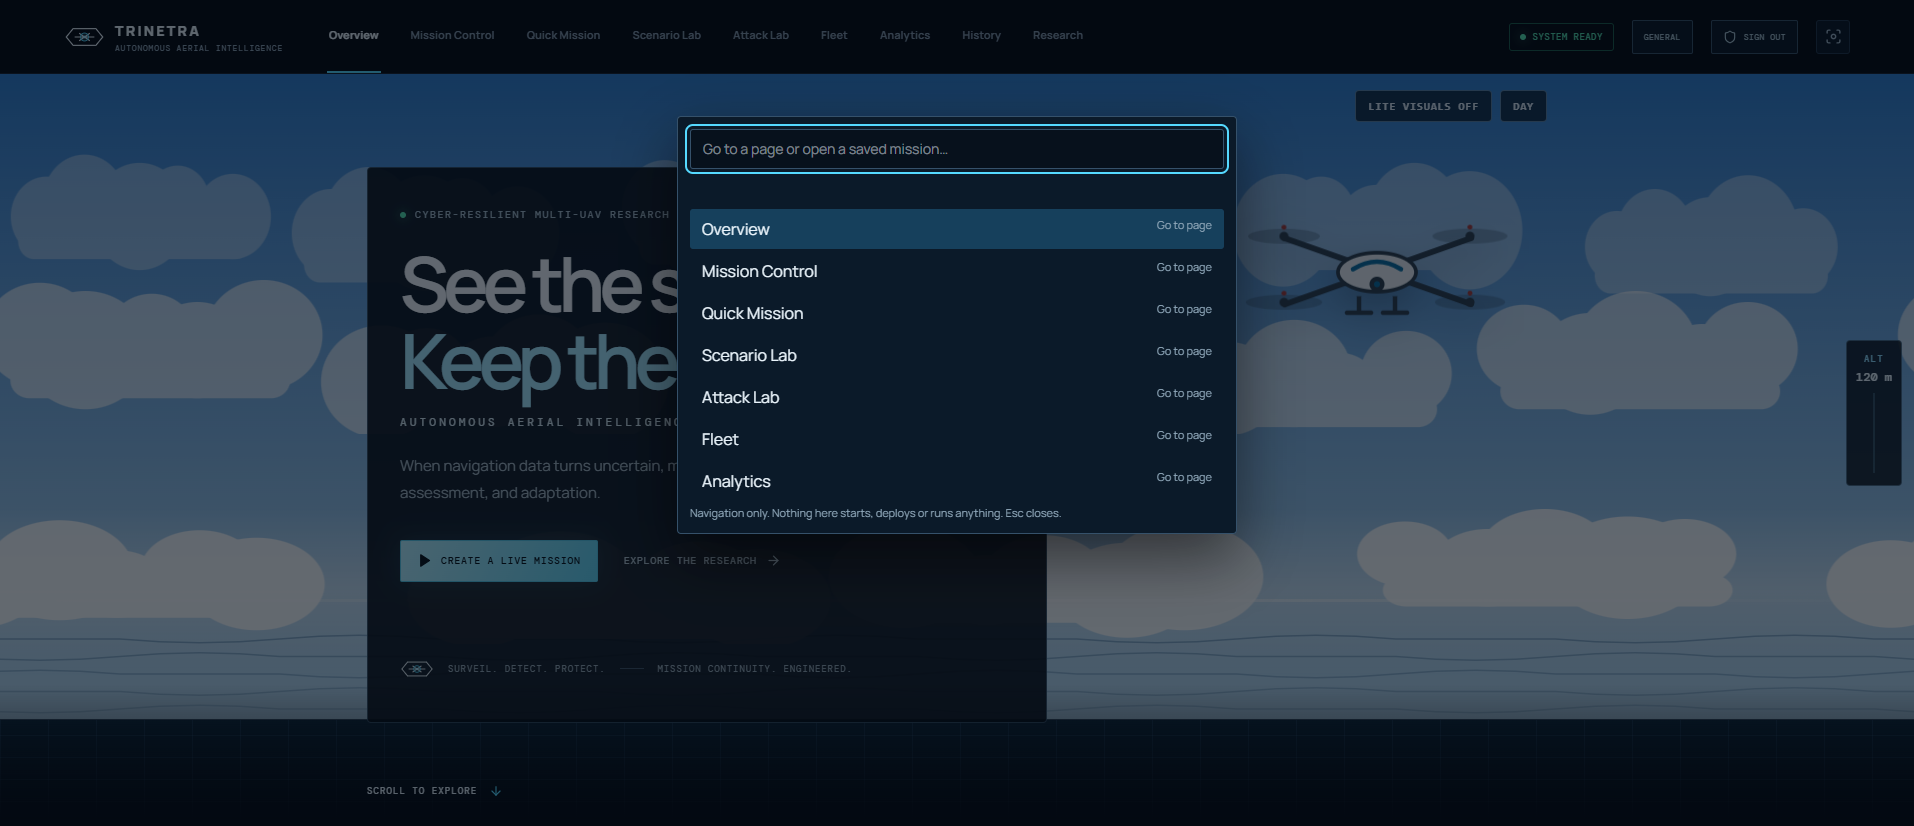 TRINETRA
AUTONOMOUS AERIAL INTELLIGENCE
Overview
Mission Control
Quick Mission
Scenario Lab
Attack Lab
Fleet
Analytics
History
Research
SYSTEM READY
GENERAL
SIGN OUT
LITE VISUALS OFF
DAY
Go to a page or open a saved mission...
Overview Go to page
Mission Control Go to page
Quick Mission Go to page
Scenario Lab Go to page
Attack Lab Go to page
Fleet Go to page
Analytics Go to page
Navigation only. Nothing here starts, deploys or runs anything. Esc closes.
CYBER-RESILIENT MULTI-UAV RESEARCH
See the s
Keep the
AUTONOMOUS AERIAL INTELLIGENC
When navigation data turns uncertain, m
assessment, and adaptation.
CREATE A LIVE MISSION
EXPLORE THE RESEARCH
SURVEIL. DETECT. PROTECT.
MISSION CONTINUITY. ENGINEERED.
ALT
120 m
SCROLL TO EXPLORE